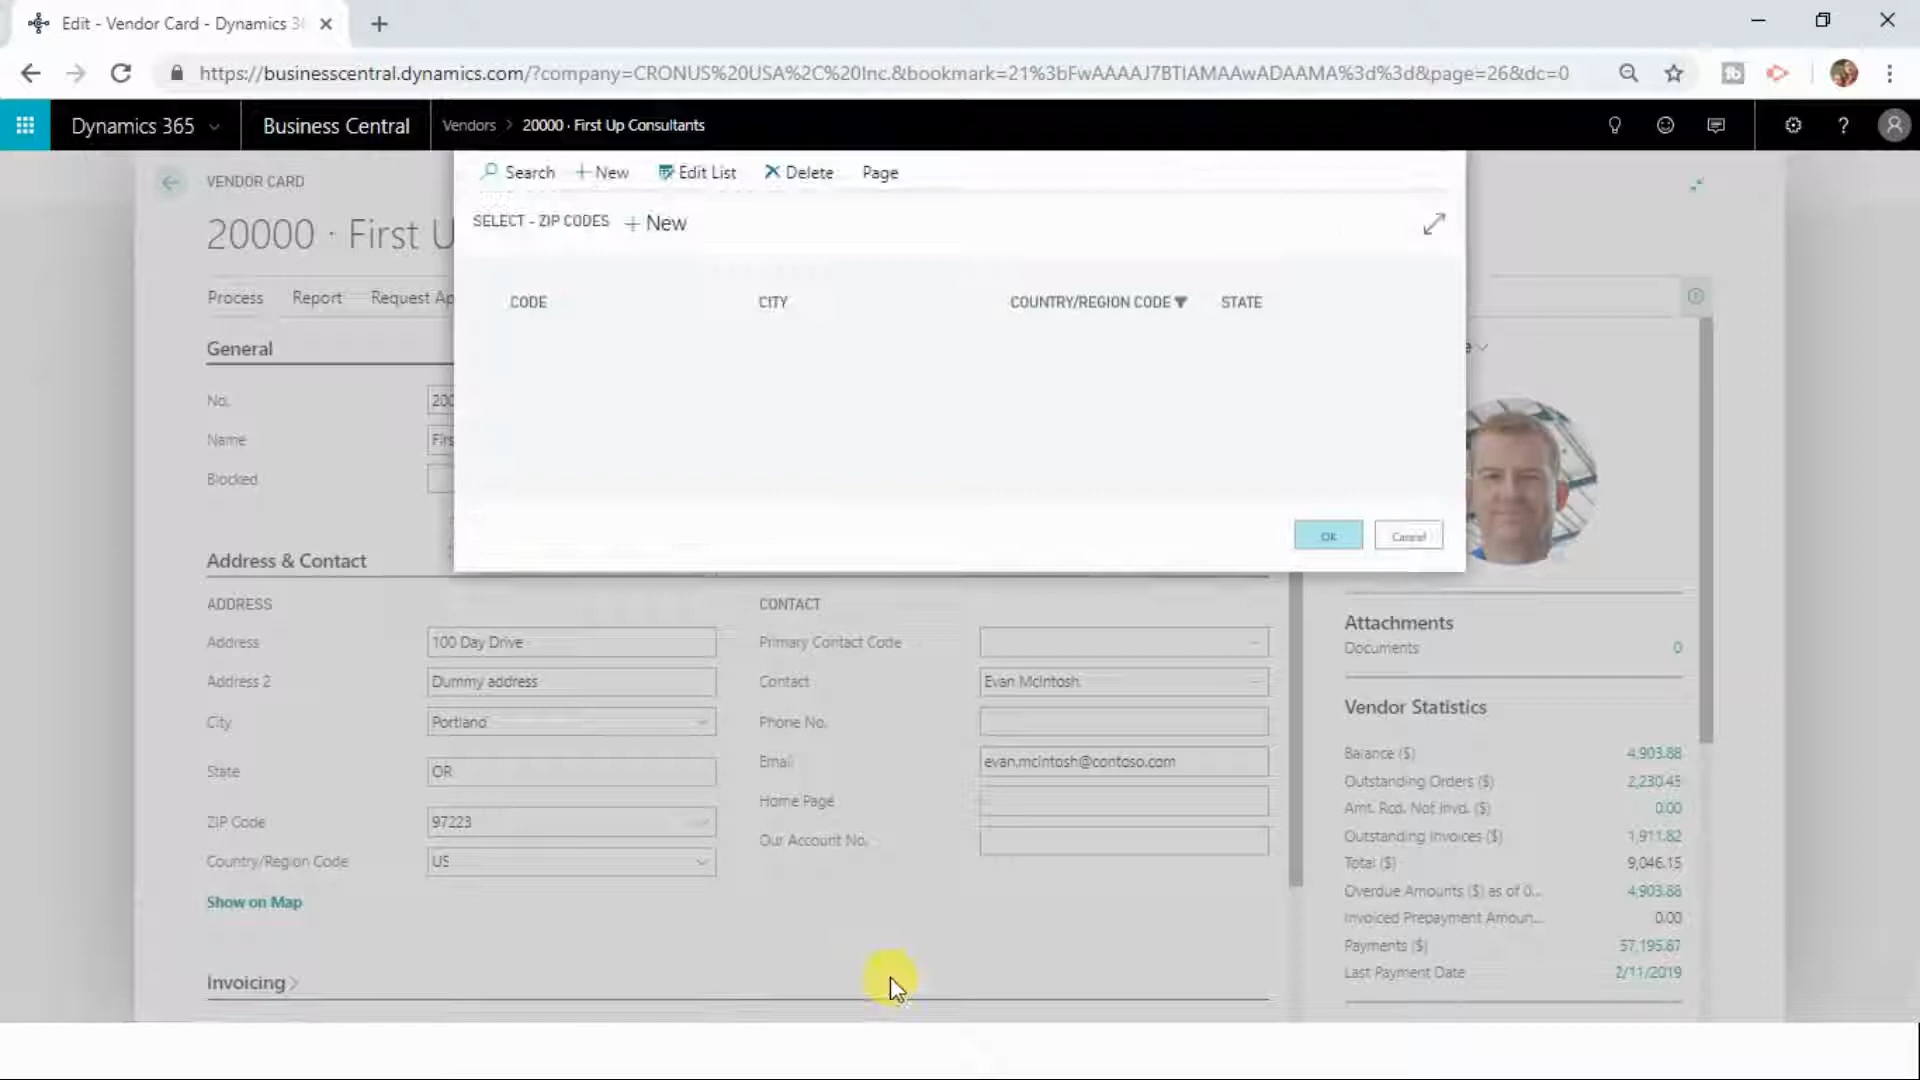 Edit - Vendor Card - Dynamics 3
https://businesscentral.dynamics.com/?company=CRONUS%20USA%2C%20Inc.&bookmark=21%3bFwAAAAJ7BTIAMAAwADAAMA%3d%3d&page=26&dc=0
Dynamics 365 Business Central Vendors > 20000 · First Up Consultants
Search + New Edit List Delete Page
VENDOR CARD
SELECT - ZIP CODES + New
20000 · First U
Process Report Request Ap
CODE CITY COUNTRY/REGION CODE STATE
General
No. 200
Name Firs
Blocked
OK Cancel
Address & Contact
ADDRESS
Address 100 Day Drive
Address 2 Dummy address
City Portland
State OR
ZIP Code 97223
Country/Region Code US
Show on Map
CONTACT
Primary Contact Code
Contact Evan McIntosh
Phone No.
Email evan.mcintosh@contoso.com
Home Page
Our Account No.
Invoicing >
Attachments
Documents 0
Vendor Statistics
Balance ($) 4,903.88
Outstanding Orders ($) 2,230.45
Amt. Rcd. Not Invd. ($) 0.00
Outstanding Invoices ($) 1,911.82
Total ($) 9,046.15
Overdue Amounts ($) as of 0... 4,903.88
Invoiced Prepayment Amoun... 0.00
Payments ($) 57,195.67
Last Payment Date 2/11/2019